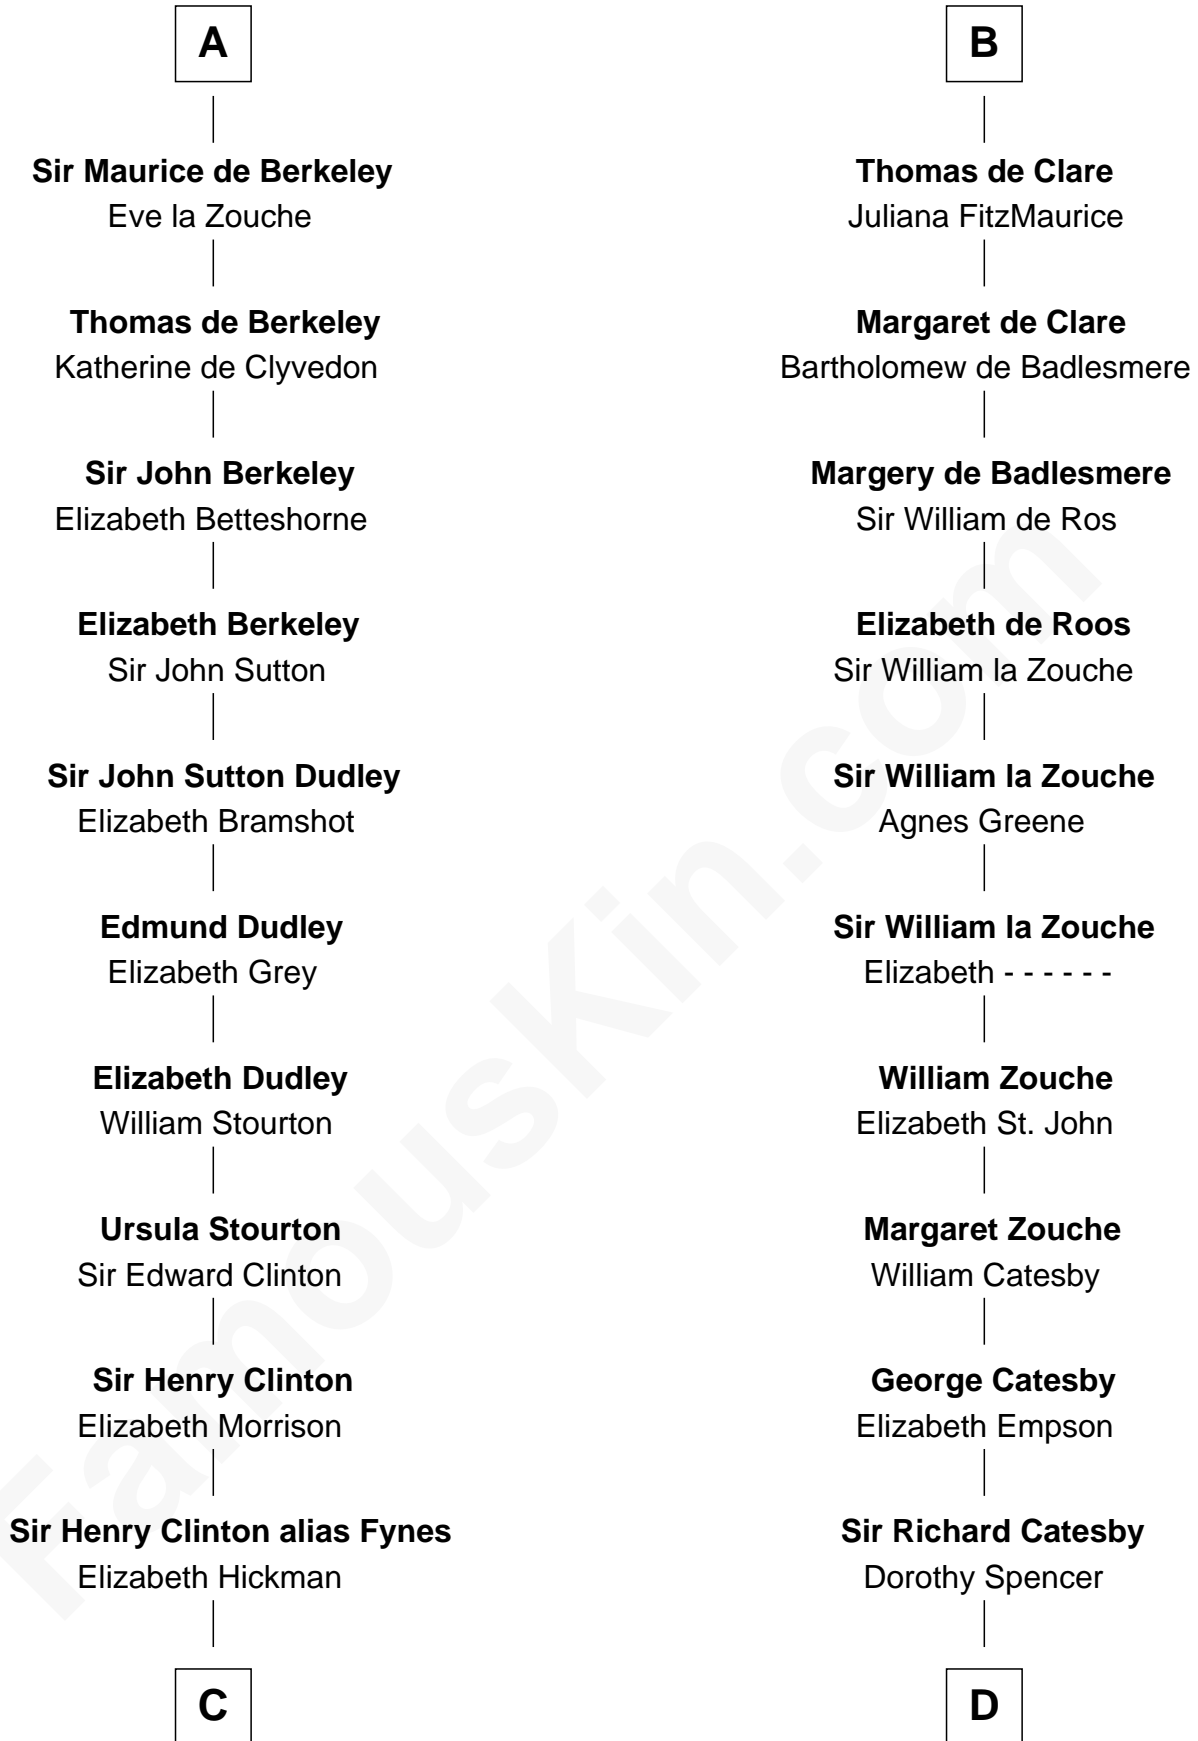 A
Sir Maurice de Berkeley
Eve la Zouche
Thomas de Berkeley
Katherine de Clyvedon
Sir John Berkeley
Elizabeth Betteshorne
Elizabeth Berkeley
Sir John Sutton
Sir John Sutton Dudley
Elizabeth Bramshot
Edmund Dudley
Elizabeth Grey
Elizabeth Dudley
William Stourton
Ursula Stourton
Sir Edward Clinton
Sir Henry Clinton
Elizabeth Morrison
Sir Henry Clinton alias Fynes
Elizabeth Hickman
C
B
Thomas de Clare
Juliana FitzMaurice
Margaret de Clare
Bartholomew de Badlesmere
Margery de Badlesmere
Sir William de Ros
Elizabeth de Roos
Sir William la Zouche
Sir William la Zouche
Agnes Greene
Sir William la Zouche
Elizabeth - - - - - -
William Zouche
Elizabeth St. John
Margaret Zouche
William Catesby
George Catesby
Elizabeth Empson
Sir Richard Catesby
Dorothy Spencer
D
FamousKin.com